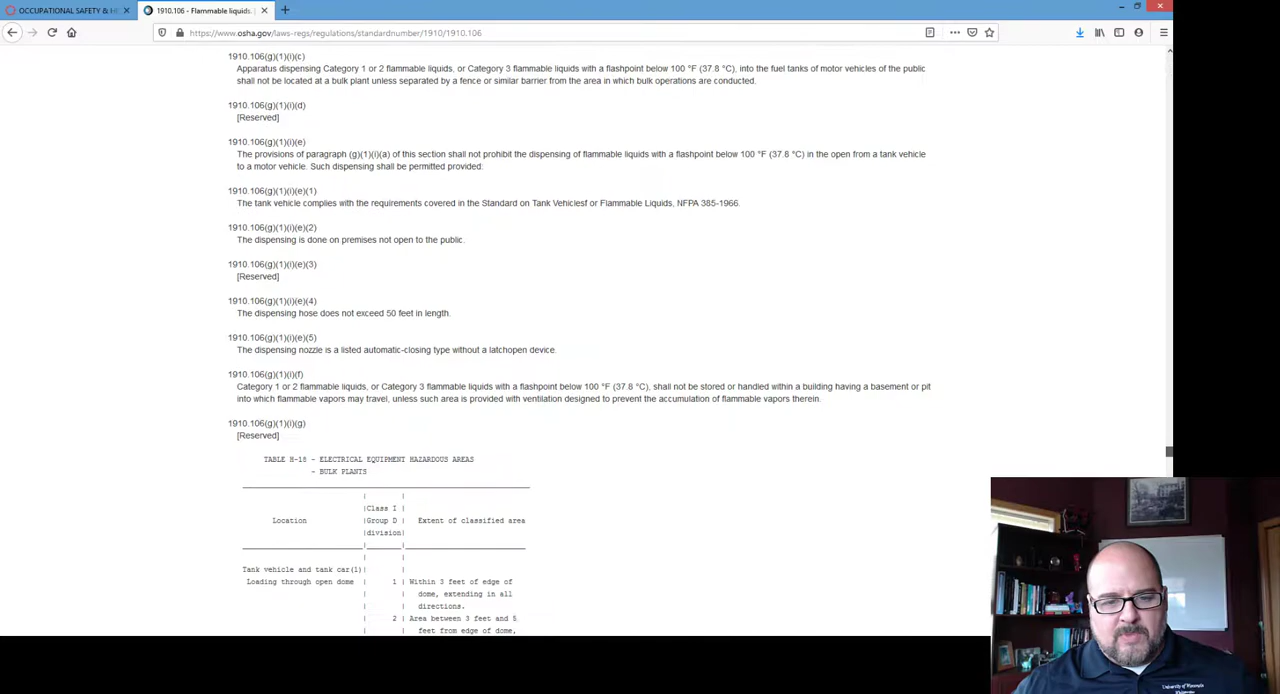 OCCUPATIONAL SAFETY & H
1910.106 - Flammable liquids.
https://www.osha.gov/laws-regs/regulations/standardnumber/1910/1910.106
1910.106(g)(1)(i)(c)
Apparatus dispensing Category 1 or 2 flammable liquids, or Category 3 flammable liquids with a flashpoint below 100 °F (37.8 °C), into the fuel tanks of motor vehicles of the public
shall not be located at a bulk plant unless separated by a fence or similar barrier from the area in which bulk operations are conducted.
1910.106(g)(1)(i)(d)
[Reserved]
1910.106(g)(1)(i)(e)
The provisions of paragraph (g)(1)(i)(a) of this section shall not prohibit the dispensing of flammable liquids with a flashpoint below 100 °F (37.8 °C) in the open from a tank vehicle
to a motor vehicle. Such dispensing shall be permitted provided:
1910.106(g)(1)(i)(e)(1)
The tank vehicle complies with the requirements covered in the Standard on Tank Vehiclesf or Flammable Liquids, NFPA 385-1966.
1910.106(g)(1)(i)(e)(2)
The dispensing is done on premises not open to the public.
1910.106(g)(1)(i)(e)(3)
[Reserved]
1910.106(g)(1)(i)(e)(4)
The dispensing hose does not exceed 50 feet in length.
1910.106(g)(1)(i)(e)(5)
The dispensing nozzle is a listed automatic-closing type without a latchopen device.
1910.106(g)(1)(i)(f)
Category 1 or 2 flammable liquids, or Category 3 flammable liquids with a flashpoint below 100 °F (37.8 °C), shall not be stored or handled within a building having a basement or pit
into which flammable vapors may travel, unless such area is provided with ventilation designed to prevent the accumulation of flammable vapors therein.
1910.106(g)(1)(i)(g)
[Reserved]
TABLE H-18 - ELECTRICAL EQUIPMENT HAZARDOUS AREAS
- BULK PLANTS
Class I
Location Group D Extent of classified area
division
Tank vehicle and tank car(1)
Loading through open dome 1 Within 3 feet of edge of
dome, extending in all
directions.
2 Area between 3 feet and 5
feet from edge of dome,
University of Wisconsin